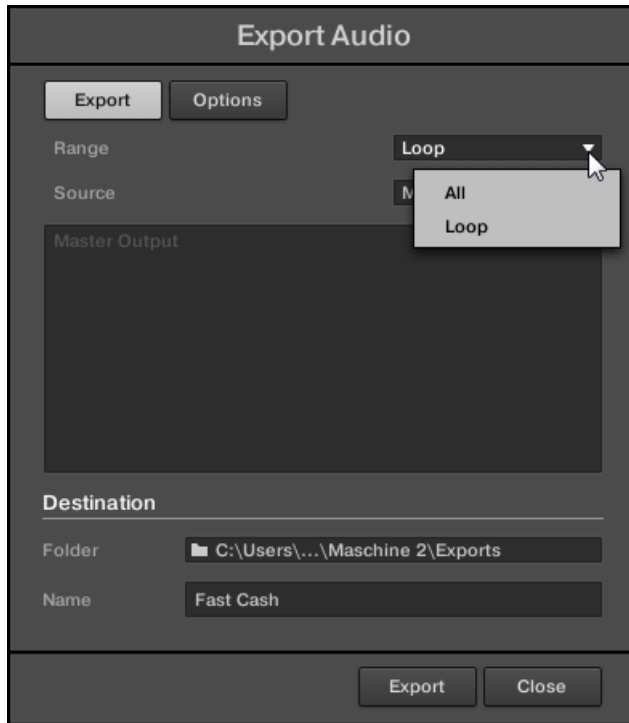 Export Audio
Export Options
Range Loop
All
Source M
Loop
Master Output
Destination
Folder C:\Users\...\Maschine 2\Exports
Name Fast Cash
Export Close